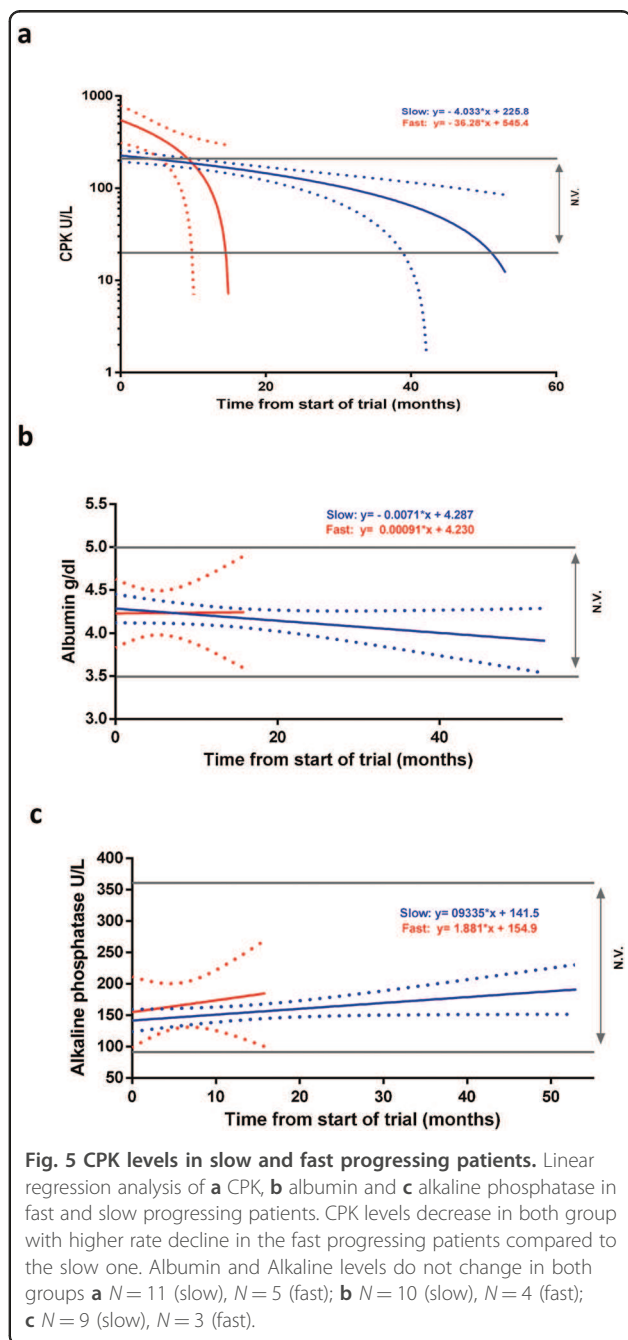 a
1000
Slow: y= - 4.033*x + 225.8
Fast: y= - 36.28*x + 545.4
100
N.V.
CPK U/L
10
1
0 20 40 60
Time from start of trial (months)
b
5.5
Slow: y= - 0.0071*x + 4.287
Fast: y= 0.00091*x + 4.230
5.0
4.5
N.V.
Albumin g/dl
4.0
3.5
3.0
0 20 40
Time from start of trial (months)
c
400
350
300
Slow: y= 09335*x + 141.5
Fast: y= 1.881*x + 154.9
250
N.V.
Alkaline phosphatase U/L
200
150
100
50
0 10 20 30 40 50
Time from start of trial (months)
Fig. 5 CPK levels in slow and fast progressing patients. Linear
regression analysis of a CPK, b albumin and c alkaline phosphatase in
fast and slow progressing patients. CPK levels decrease in both group
with higher rate decline in the fast progressing patients compared to
the slow one. Albumin and Alkaline levels do not change in both
groups a N = 11 (slow), N = 5 (fast); b N = 10 (slow), N = 4 (fast);
c N = 9 (slow), N = 3 (fast).